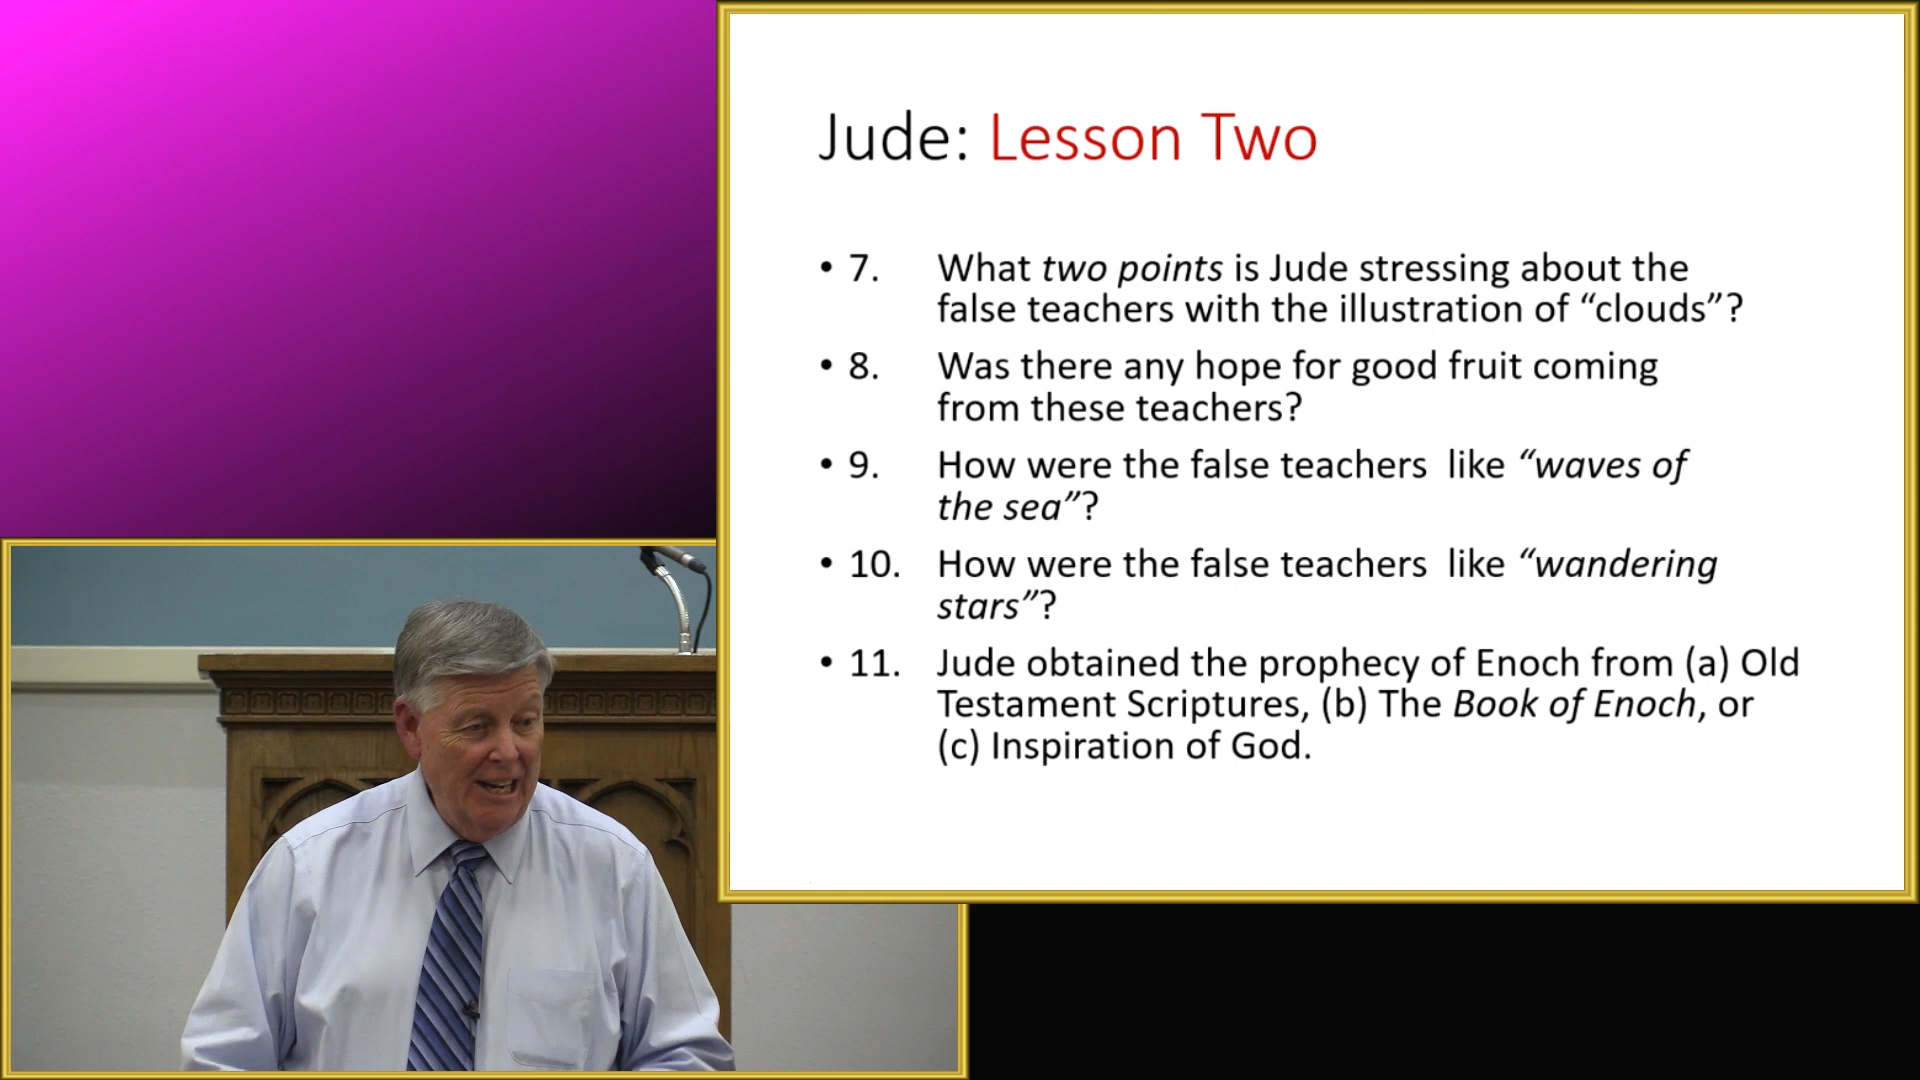 Jude: Lesson Two
• 7. What two points is Jude stressing about the
false teachers with the illustration of “clouds”?
• 8. Was there any hope for good fruit coming
from these teachers?
• 9. How were the false teachers like “waves of
the sea”?
• 10. How were the false teachers like “wandering
stars”?
• 11. Jude obtained the prophecy of Enoch from (a) Old
Testament Scriptures, (b) The Book of Enoch, or
(c) Inspiration of God.